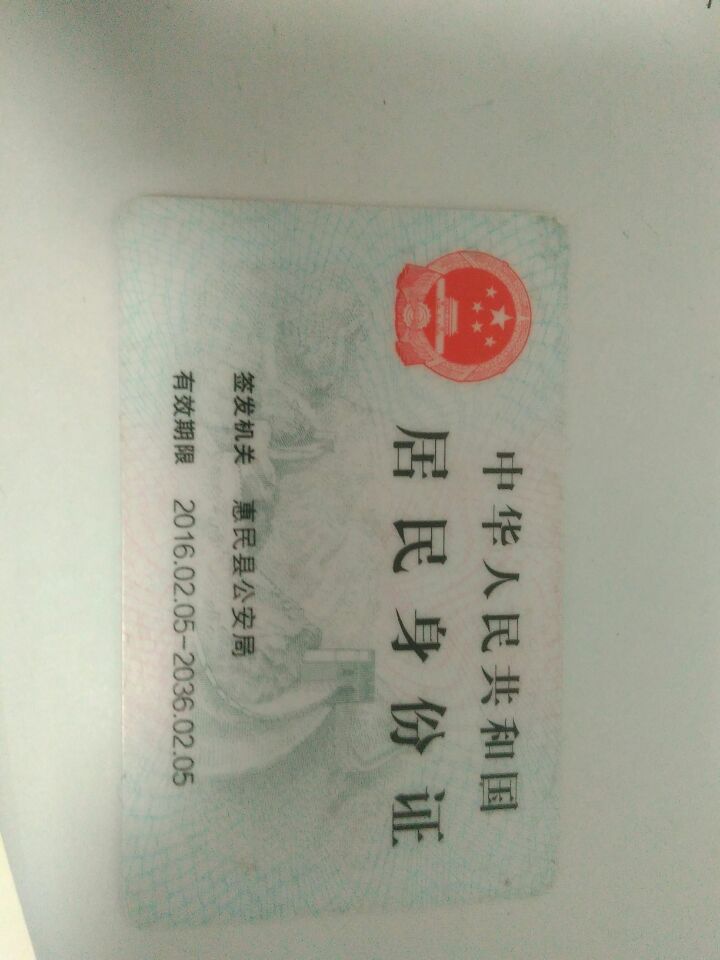 中华人民共和国
居民身份证
签发机关 惠民县公安局
有效期限 2016.02.05-2036.02.05